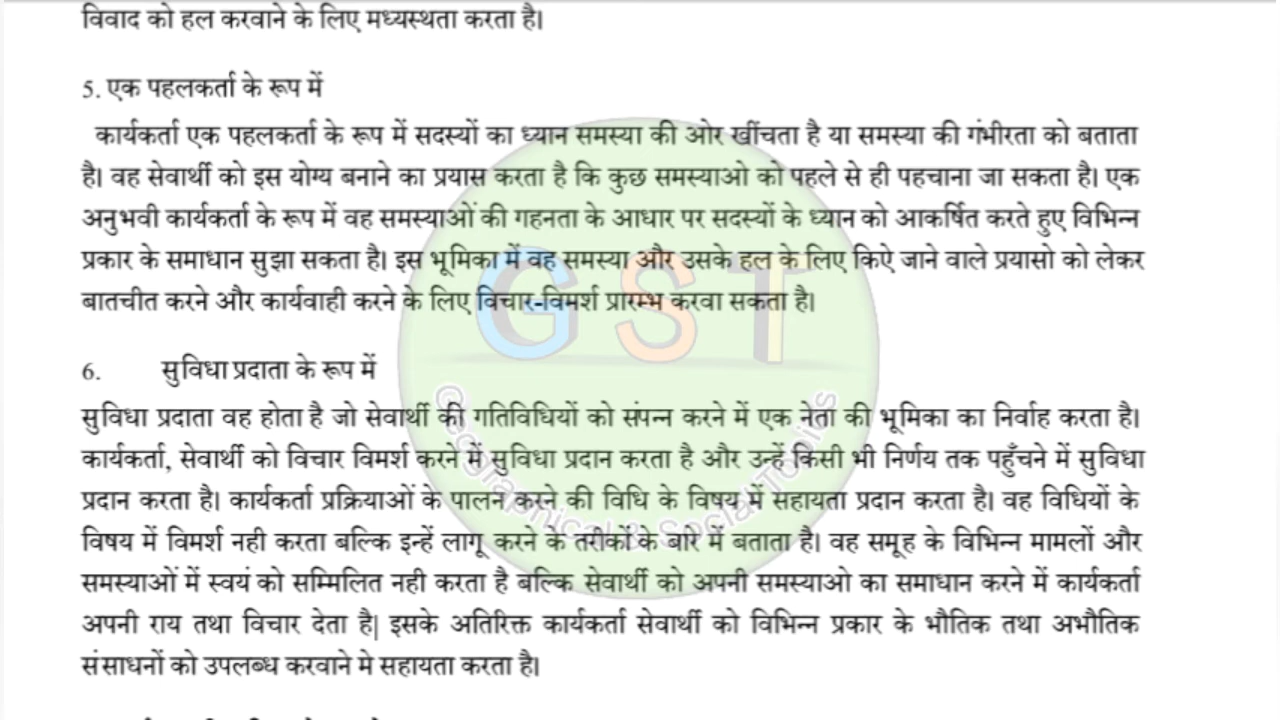 विवाद को हल करवाने के लिए मध्यस्थता करता है।
5. एक पहलकर्ता के रूप में
कार्यकर्ता एक पहलकर्ता के रूप में सदस्यों का ध्यान समस्या की ओर खींचता है या समस्या की गंभीरता को बताता
है। वह सेवार्थी को इस योग्य बनाने का प्रयास करता है कि कुछ समस्याओ को पहले से ही पहचाना जा सकता है। एक
अनुभवी कार्यकर्ता के रूप में वह समस्याओं की गहनता के आधार पर सदस्यों के ध्यान को आकर्षित करते हुए विभिन्न
प्रकार के समाधान सुझा सकता है। इस भूमिका में वह समस्या और उसके हल के लिए किऐ जाने वाले प्रयासो को लेकर
बातचीत करने और कार्यवाही करने के लिए विचार-विमर्श प्रारम्भ करवा सकता है।
6. सुविधा प्रदाता के रूप में
सुविधा प्रदाता वह होता है जो सेवार्थी की गतिविधियों को संपन्न करने में एक नेता की भूमिका का निर्वाह करता है।
कार्यकर्ता, सेवार्थी को विचार विमर्श करने में सुविधा प्रदान करता है और उन्हें किसी भी निर्णय तक पहुँचने में सुविधा
प्रदान करता है। कार्यकर्ता प्रक्रियाओं के पालन करने की विधि के विषय में सहायता प्रदान करता है। वह विधियों के
विषय में विमर्श नही करता बल्कि इन्हें लागू करने के तरीकों के बारे में बताता है। वह समूह के विभिन्न मामलों और
समस्याओं में स्वयं को सम्मिलित नही करता है बल्कि सेवार्थी को अपनी समस्याओ का समाधान करने में कार्यकर्ता
अपनी राय तथा विचार देता है| इसके अतिरिक्त कार्यकर्ता सेवार्थी को विभिन्न प्रकार के भौतिक तथा अभौतिक
संसाधनों को उपलब्ध करवाने मे सहायता करता है।
GST
Geographical & Social Topics